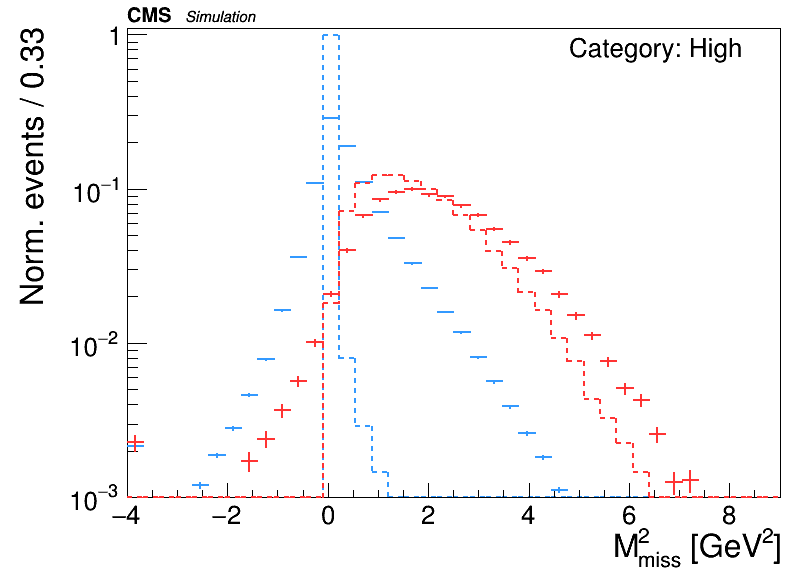 CMS Simulation
Category: High
Norm. events / 0.33
1
10⁻¹
10⁻²
10⁻³
−4 −2 0 2 4 6 8
M²miss [GeV²]